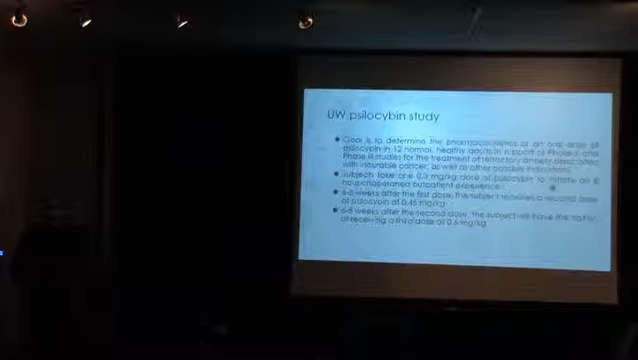 UW psilocybin study
Goal is to determine the pharmacokinetics of an oral dose of
psilocybin in 12 normal, healthy adults in support of Phase II and
Phase III studies for the treatment of refractory anxiety associated
with incurable cancer, as well as other possible indications
Subjects take one 0.3 mg/kg dose of psilocybin to initiate an 8
hour chaperoned outpatient experience
6-8 weeks after the first dose, the subject receives a second dose
of psilocybin of 0.45 mg/kg
6-8 weeks after the second dose, the subject will have the option
of receiving a third dose of 0.6 mg/kg